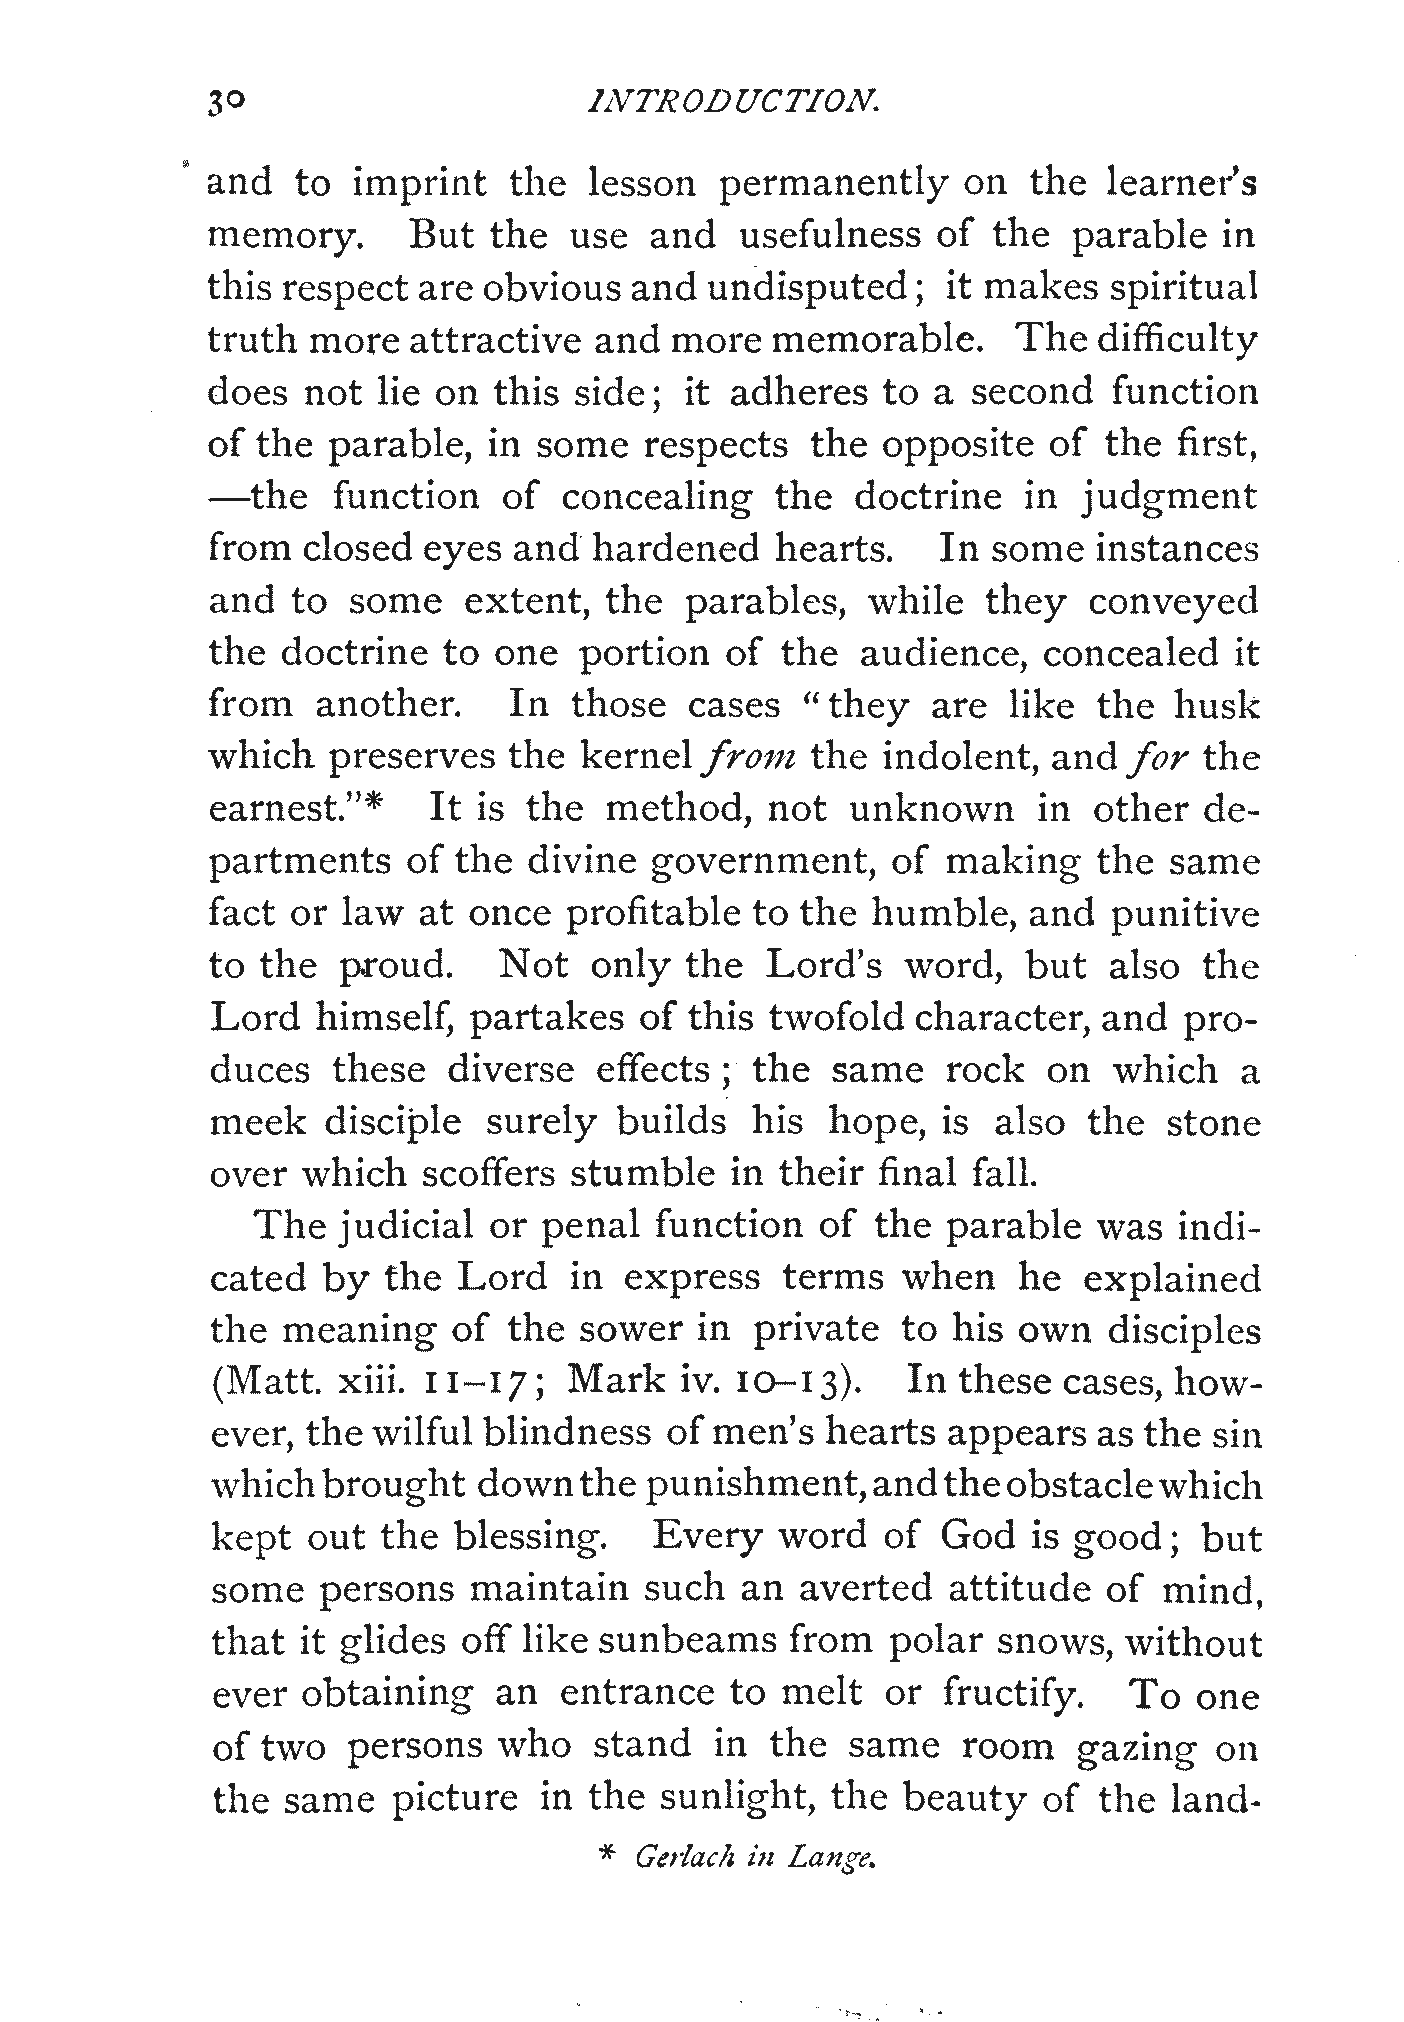 30 INTRODUCTION.
and to imprint the lesson permanently on the learner's
memory. But the use and usefulness of the parable in
this respect are obvious and undisputed; it makes spiritual
truth more attractive and more memorable. The difficulty
does not lie on this side; it adheres to a second function
of the parable, in some respects the opposite of the first,
—the function of concealing the doctrine in judgment
from closed eyes and hardened hearts. In some instances
and to some extent, the parables, while they conveyed
the doctrine to one portion of the audience, concealed it
from another. In those cases "they are like the husk
which preserves the kernel from the indolent, and for the
earnest."* It is the method, not unknown in other de-
partments of the divine government, of making the same
fact or law at once profitable to the humble, and punitive
to the proud. Not only the Lord's word, but also the
Lord himself, partakes of this twofold character, and pro-
duces these diverse effects; the same rock on which a
meek disciple surely builds his hope, is also the stone
over which scoffers stumble in their final fall.
The judicial or penal function of the parable was indi-
cated by the Lord in express terms when he explained
the meaning of the sower in private to his own disciples
(Matt. xiii. 11–17; Mark iv. 10–13). In these cases, how-
ever, the wilful blindness of men's hearts appears as the sin
which brought down the punishment, and the obstacle which
kept out the blessing. Every word of God is good; but
some persons maintain such an averted attitude of mind,
that it glides off like sunbeams from polar snows, without
ever obtaining an entrance to melt or fructify. To one
of two persons who stand in the same room gazing on
the same picture in the sunlight, the beauty of the land-
* Gerlach in Lange.